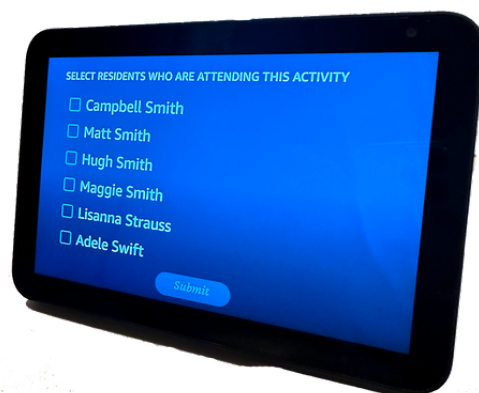 SELECT RESIDENTS WHO ARE ATTENDING THIS ACTIVITY
Campbell Smith
Matt Smith
Hugh Smith
Maggie Smith
Lisanna Strauss
Adele Swift
Submit